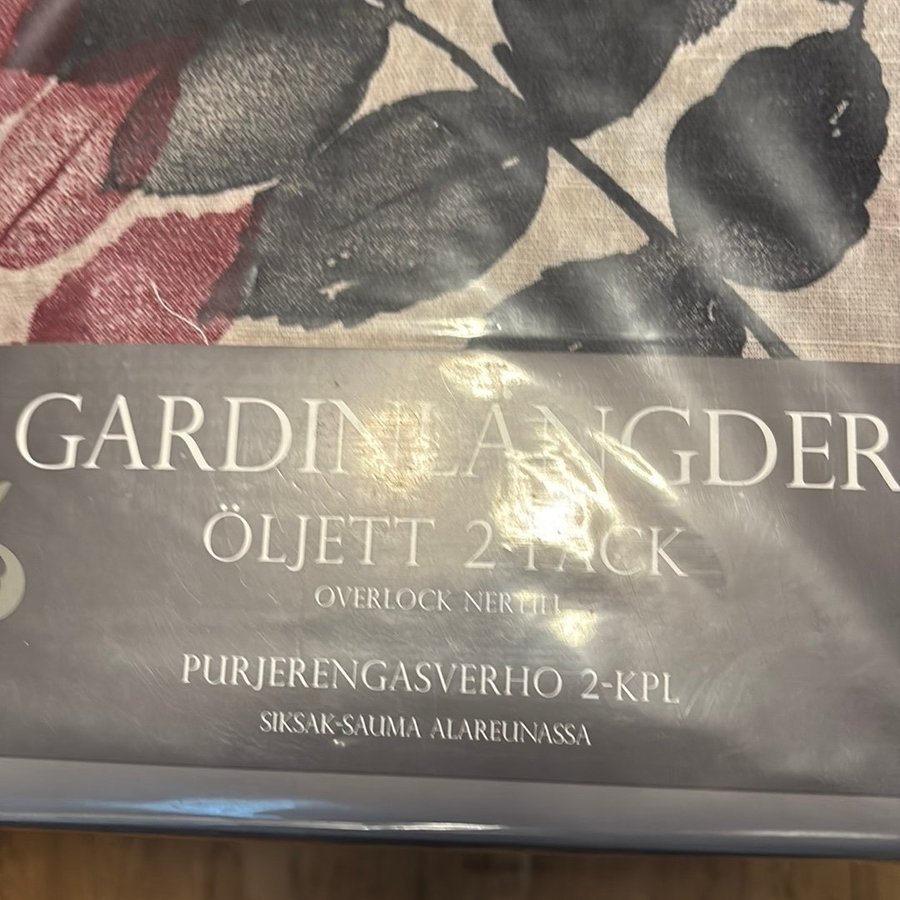 GARDINLÄNGDER
ÖLJETT 2-PACK
OVERLOCK NERTILL
PURJERENGASVERHO 2-KPL
SIKSAK-SAUMA ALAREUNASSA